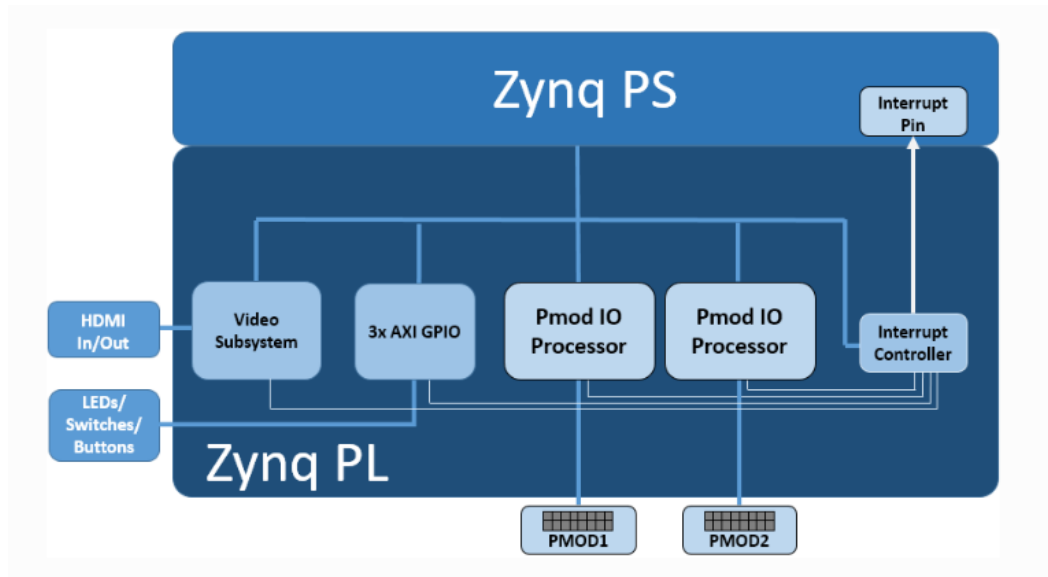 Zynq PS
Interrupt
Pin
HDMI
In/Out
Video
Subsystem
3x AXI GPIO
Pmod IO
Processor
Pmod IO
Processor
Interrupt
Controller
LEDs/
Switches/
Buttons
Zynq PL
PMOD1
PMOD2